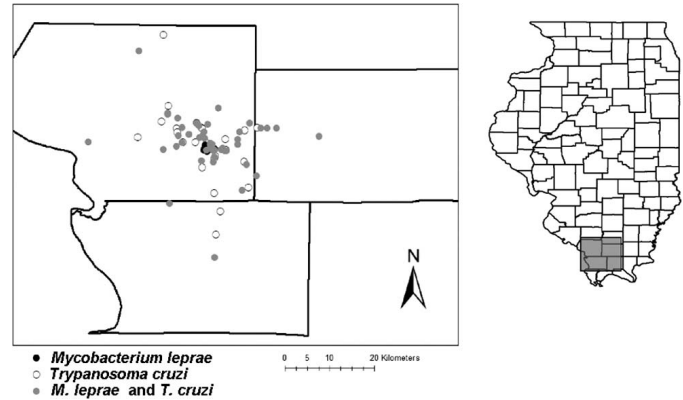 N
Mycobacterium leprae
Trypanosoma cruzi
M. leprae and T. cruzi
0 5 10 20 Kilometers